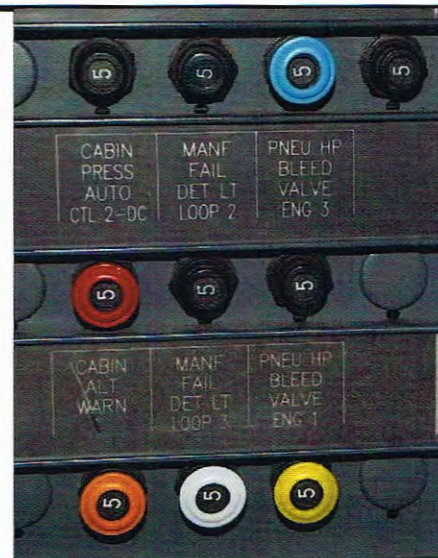 5 5 5 5
CABIN MANF PNEU HP
PRESS FAIL BLEED
AUTO DET LT VALVE
CTL 2-DC LOOP 2 ENG 3
5 5 5
CABIN MANF PNEU HP
ALT FAIL BLEED
WARN DET LT VALVE
LOOP 3 ENG 1
5 5 5